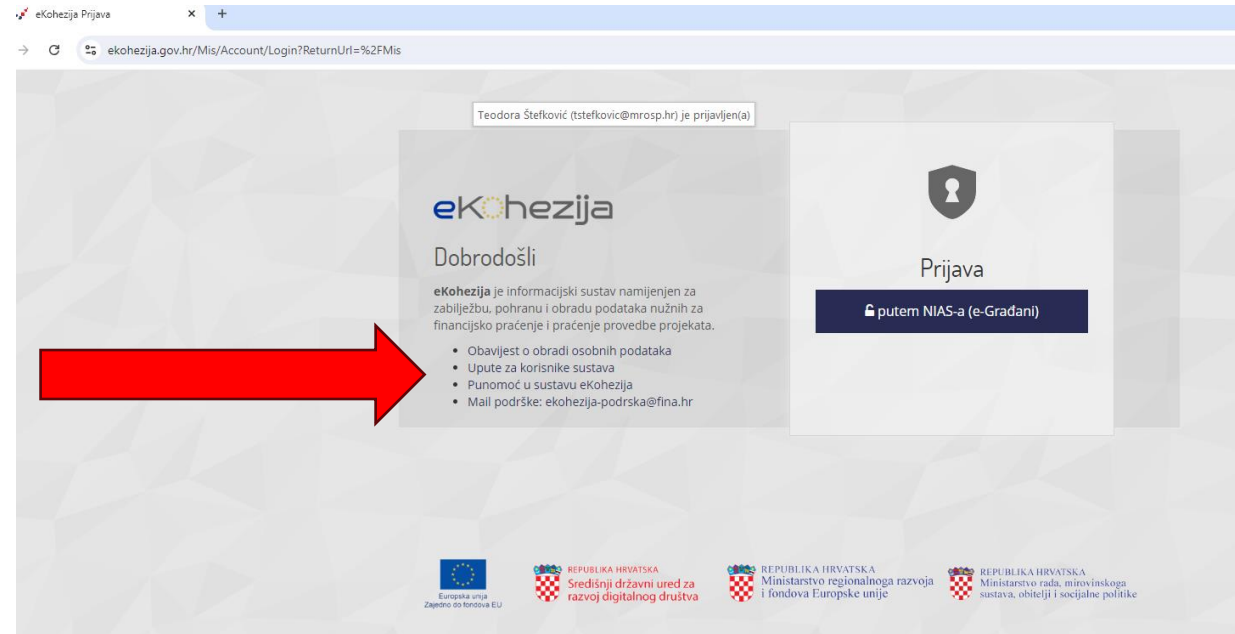 eKohezija Prijava
ekohezija.gov.hr/Mis/Account/Login?ReturnUrl=%2FMis
Teodora Štefković (tstefkovic@mrosp.hr) je prijavljen(a)
eKohezija
Dobrodošli
eKohezija je informacijski sustav namijenjen za
zabilježbu, pohranu i obradu podataka nužnih za
financijsko praćenje i praćenje provedbe projekata.
• Obavijest o obradi osobnih podataka
• Upute za korisnike sustava
• Punomoć u sustavu eKohezija
• Mail podrške: ekohezija-podrska@fina.hr
Prijava
putem NIAS-a (e-Građani)
Europska unija
Zajedno do fondova EU
REPUBLIKA HRVATSKA
Središnji državni ured za
razvoj digitalnog društva
REPUBLIKA HRVATSKA
Ministarstvo regionalnoga razvoja
i fondova Europske unije
REPUBLIKA HRVATSKA
Ministarstvo rada, mirovinskoga
sustava, obitelji i socijalne politike